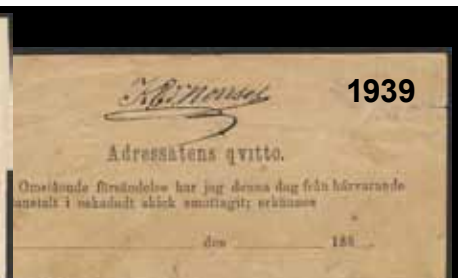 1939
Adressatens qvitto.
Omstående försändelse har jag denna dag från härvarande
anstalt i oskadadt skick emottagit; erkännes
den 188